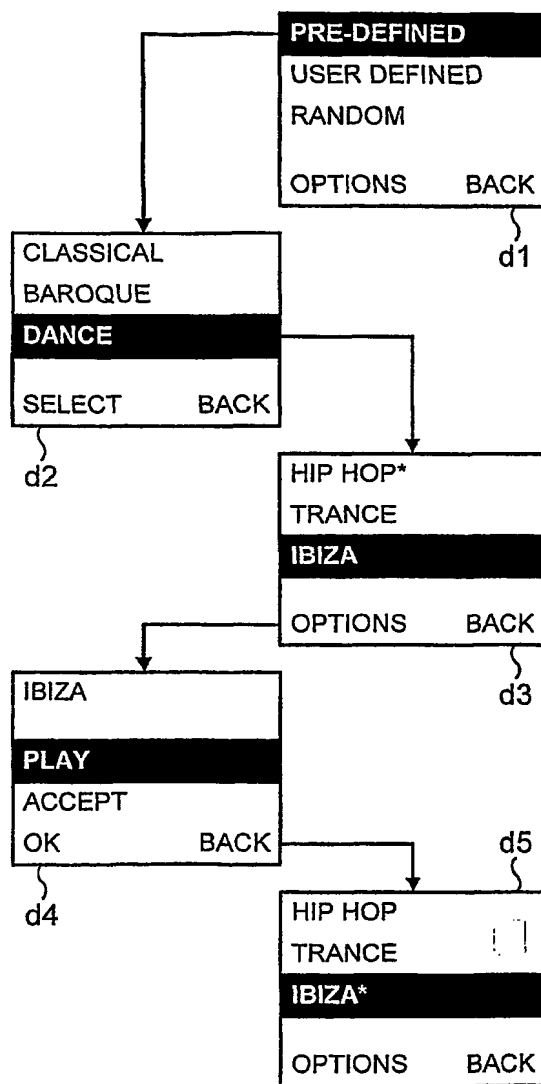 PRE-DEFINED
USER DEFINED
RANDOM
OPTIONS BACK
d1
CLASSICAL
BAROQUE
DANCE
SELECT BACK
d2
HIP HOP*
TRANCE
IBIZA
OPTIONS BACK
d3
IBIZA
PLAY
ACCEPT
OK BACK
d4
d5
HIP HOP
TRANCE
IBIZA*
OPTIONS BACK